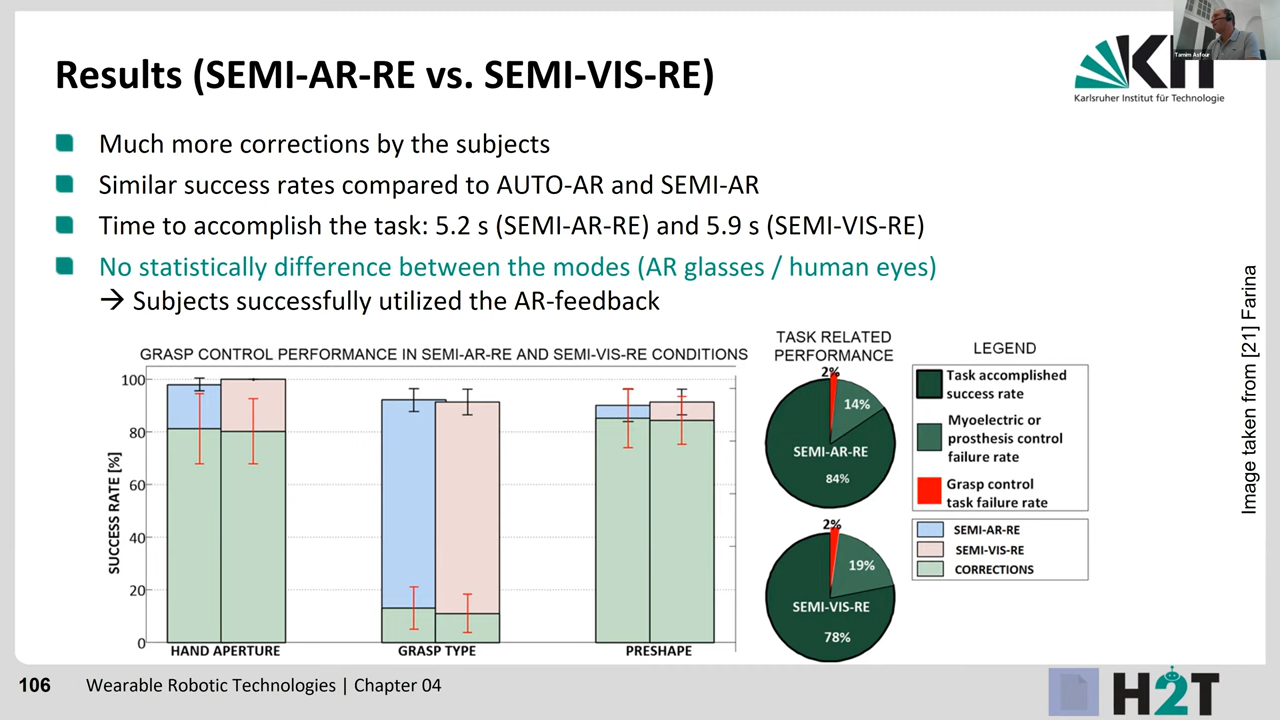 Results (SEMI-AR-RE vs. SEMI-VIS-RE)
Tamim Asfour
KIT
Karlsruher Institut für Technologie
Much more corrections by the subjects
Similar success rates compared to AUTO-AR and SEMI-AR
Time to accomplish the task: 5.2 s (SEMI-AR-RE) and 5.9 s (SEMI-VIS-RE)
No statistically difference between the modes (AR glasses / human eyes)
→ Subjects successfully utilized the AR-feedback
GRASP CONTROL PERFORMANCE IN SEMI-AR-RE AND SEMI-VIS-RE CONDITIONS
SUCCESS RATE [%]
100
80
60
40
20
0
HAND APERTURE
GRASP TYPE
PRESHAPE
TASK RELATED
PERFORMANCE
2%
14%
SEMI-AR-RE
84%
2%
19%
SEMI-VIS-RE
78%
LEGEND
Task accomplished
success rate
Myoelectric or
prosthesis control
failure rate
Grasp control
task failure rate
SEMI-AR-RE
SEMI-VIS-RE
CORRECTIONS
Image taken from [21] Farina
106
Wearable Robotic Technologies | Chapter 04
H2T